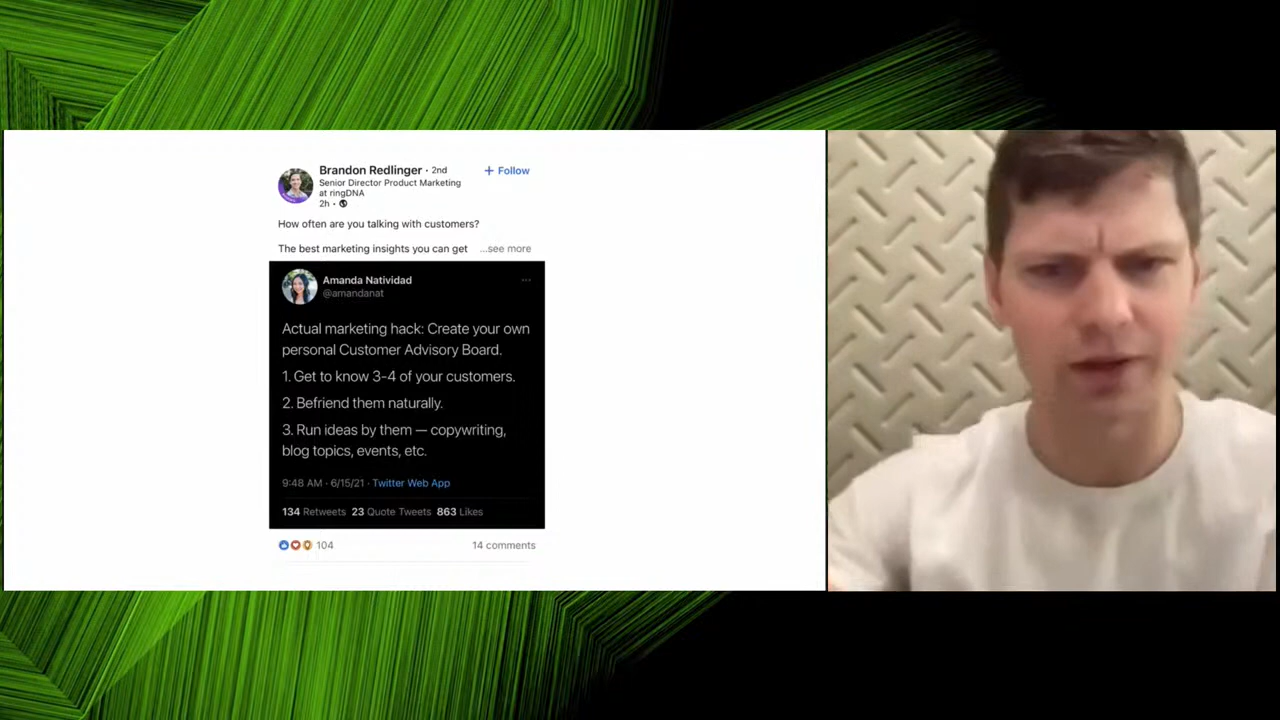 Brandon Redlinger · 2nd
+ Follow
Senior Director Product Marketing
at ringDNA
2h ·
How often are you talking with customers?
The best marketing insights you can get ...see more
Amanda Natividad
@amandanat
Actual marketing hack: Create your own
personal Customer Advisory Board.
1. Get to know 3-4 of your customers.
2. Befriend them naturally.
3. Run ideas by them — copywriting,
blog topics, events, etc.
9:48 AM · 6/15/21 · Twitter Web App
134 Retweets 23 Quote Tweets 863 Likes
104
14 comments